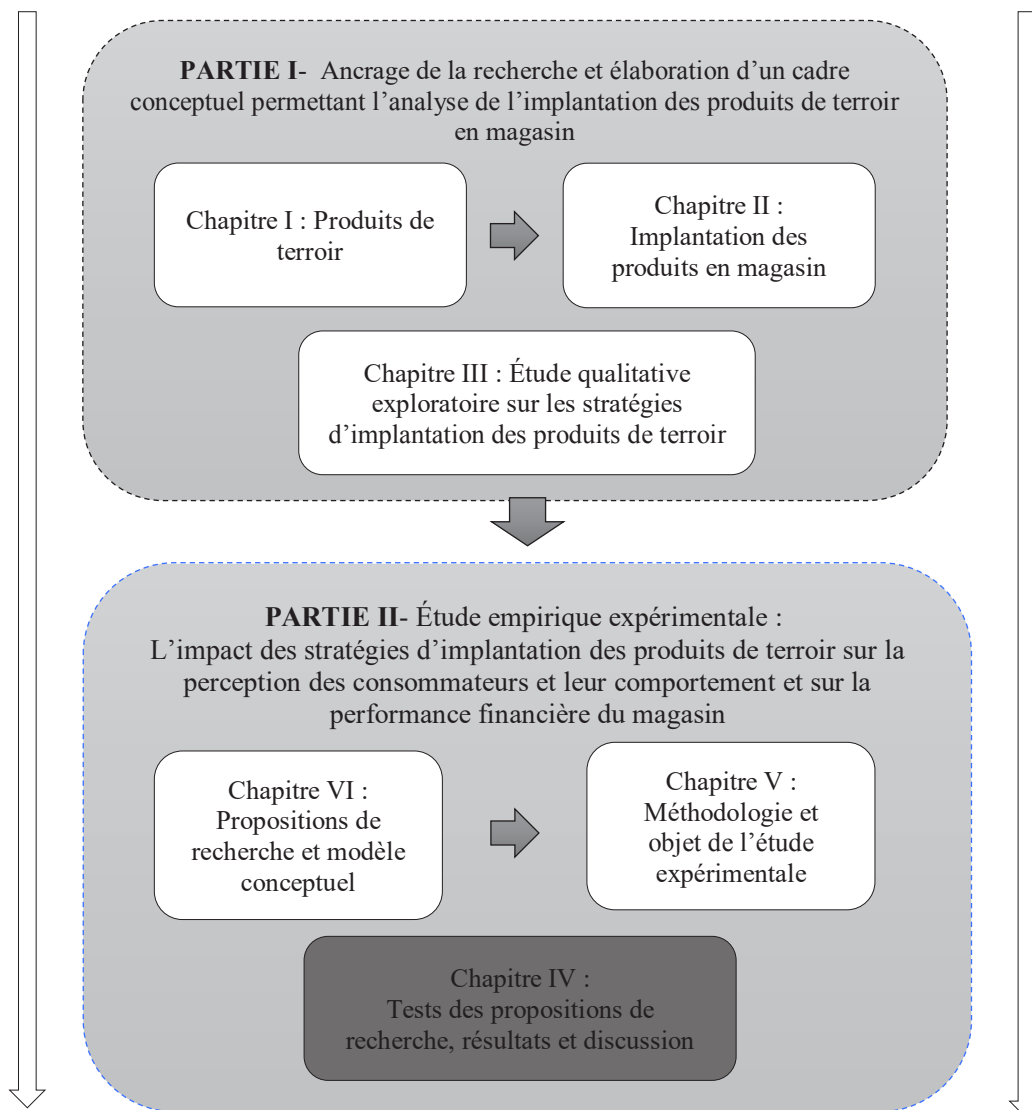 PARTIE I- Ancrage de la recherche et élaboration d’un cadre
conceptuel permettant l’analyse de l’implantation des produits de terroir
en magasin
Chapitre I : Produits de
terroir
Chapitre II :
Implantation des
produits en magasin
Chapitre III : Étude qualitative
exploratoire sur les stratégies
d’implantation des produits de terroir
PARTIE II- Étude empirique expérimentale :
L’impact des stratégies d’implantation des produits de terroir sur la
perception des consommateurs et leur comportement et sur la
performance financière du magasin
Chapitre VI :
Propositions de
recherche et modèle
conceptuel
Chapitre V :
Méthodologie et
objet de l’étude
expérimentale
Chapitre IV :
Tests des propositions de
recherche, résultats et discussion